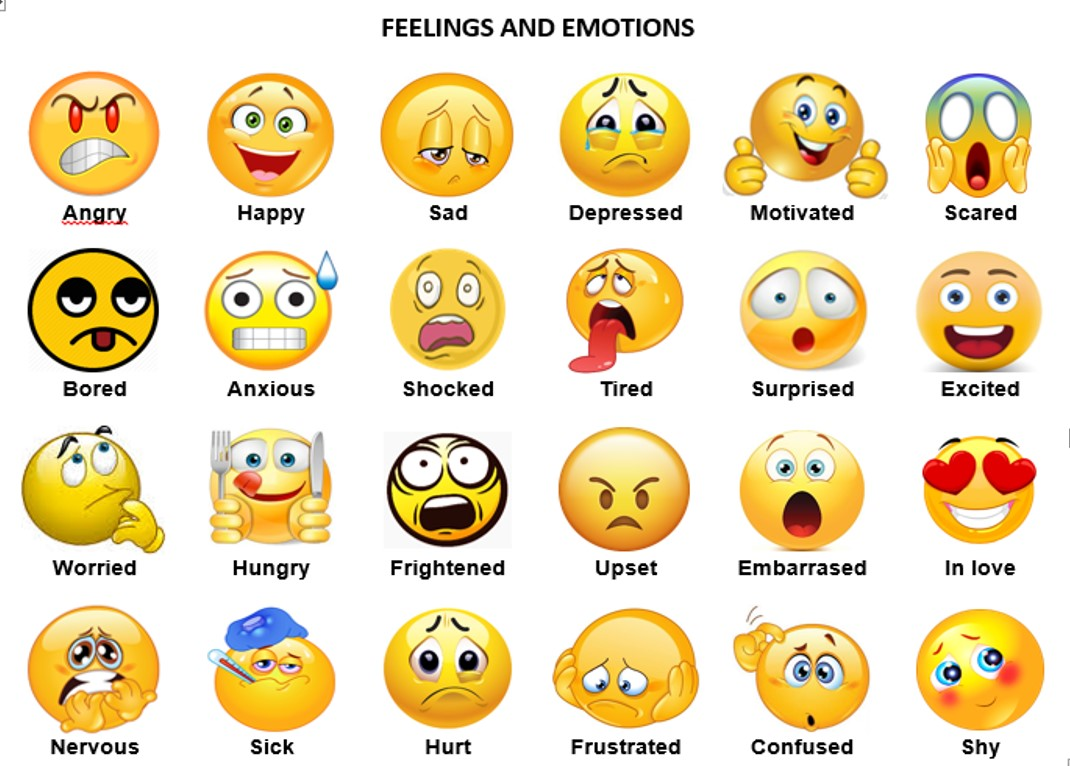 FEELINGS AND EMOTIONS
Angry Happy Sad Depressed Motivated Scared
Bored Anxious Shocked Tired Surprised Excited
Worried Hungry Frightened Upset Embarrased In love
Nervous Sick Hurt Frustrated Confused Shy